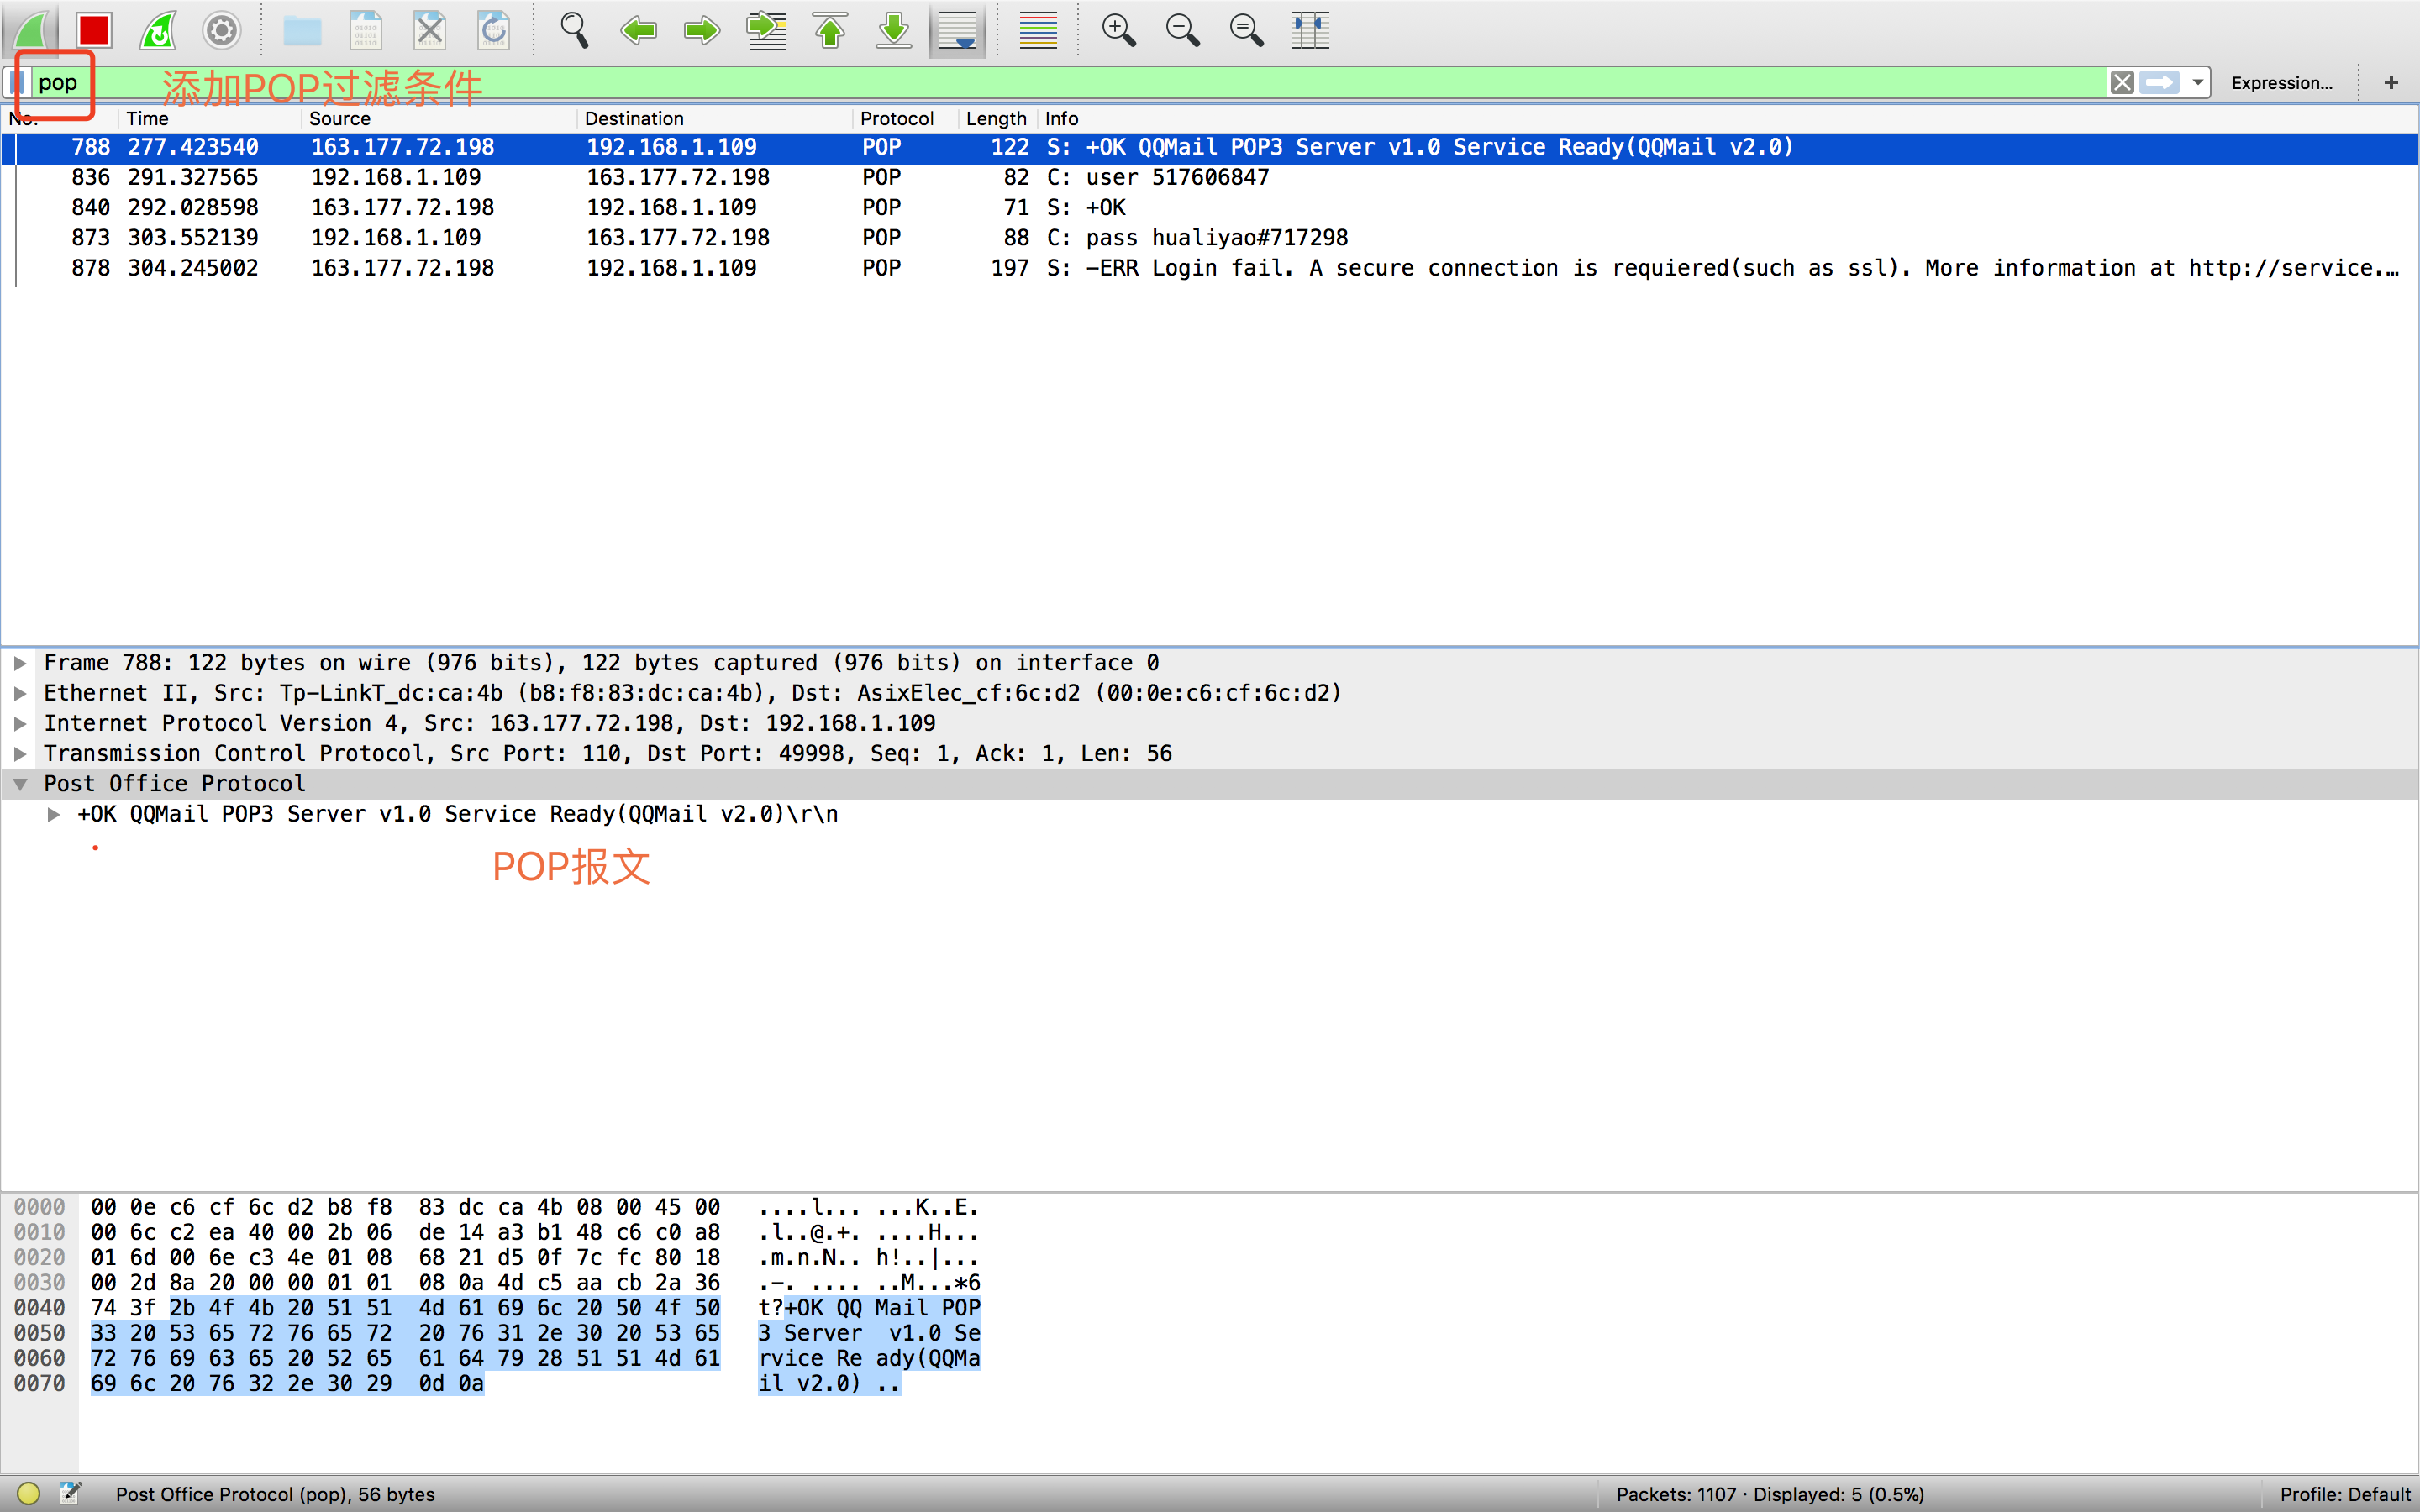 pop
添加POP过滤条件
Expression...
+
No. Time Source Destination Protocol Length Info
788 277.423540 163.177.72.198 192.168.1.109 POP 122 S: +OK QQMail POP3 Server v1.0 Service Ready(QQMail v2.0)
836 291.327565 192.168.1.109 163.177.72.198 POP 82 C: user 517606847
840 292.028598 163.177.72.198 192.168.1.109 POP 71 S: +OK
873 303.552139 192.168.1.109 163.177.72.198 POP 88 C: pass hualiyao#717298
878 304.245002 163.177.72.198 192.168.1.109 POP 197 S: -ERR Login fail. A secure connection is requiered(such as ssl). More information at http://service.…
Frame 788: 122 bytes on wire (976 bits), 122 bytes captured (976 bits) on interface 0
Ethernet II, Src: Tp-LinkT_dc:ca:4b (b8:f8:83:dc:ca:4b), Dst: AsixElec_cf:6c:d2 (00:0e:c6:cf:6c:d2)
Internet Protocol Version 4, Src: 163.177.72.198, Dst: 192.168.1.109
Transmission Control Protocol, Src Port: 110, Dst Port: 49998, Seq: 1, Ack: 1, Len: 56
Post Office Protocol
+OK QQMail POP3 Server v1.0 Service Ready(QQMail v2.0)\r\n
POP报文
0000 00 0e c6 cf 6c d2 b8 f8 83 dc ca 4b 08 00 45 00 ....l... ...K..E.
0010 00 6c c2 ea 40 00 2b 06 de 14 a3 b1 48 c6 c0 a8 .l..@.+. ....H...
0020 01 6d 00 6e c3 4e 01 08 68 21 d5 0f 7c fc 80 18 .m.n.N.. h!..|...
0030 00 2d 8a 20 00 00 01 01 08 0a 4d c5 aa cb 2a 36 .-. .... ..M...*6
0040 74 3f 2b 4f 4b 20 51 51 4d 61 69 6c 20 50 4f 50 t?+OK QQ Mail POP
0050 33 20 53 65 72 76 65 72 20 76 31 2e 30 20 53 65 3 Server v1.0 Se
0060 72 76 69 63 65 20 52 65 61 64 79 28 51 51 4d 61 rvice Re ady(QQMa
0070 69 6c 20 76 32 2e 30 29 0d 0a il v2.0) ..
Post Office Protocol (pop), 56 bytes
Packets: 1107 · Displayed: 5 (0.5%)
Profile: Default